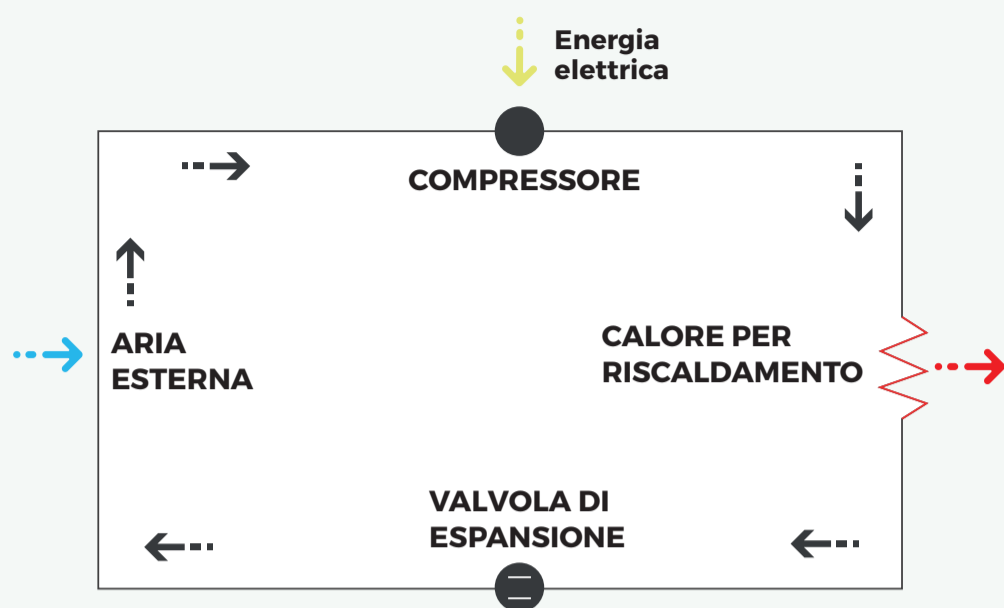 Energia
elettrica
COMPRESSORE
ARIA
ESTERNA
CALORE PER
RISCALDAMENTO
VALVOLA DI
ESPANSIONE